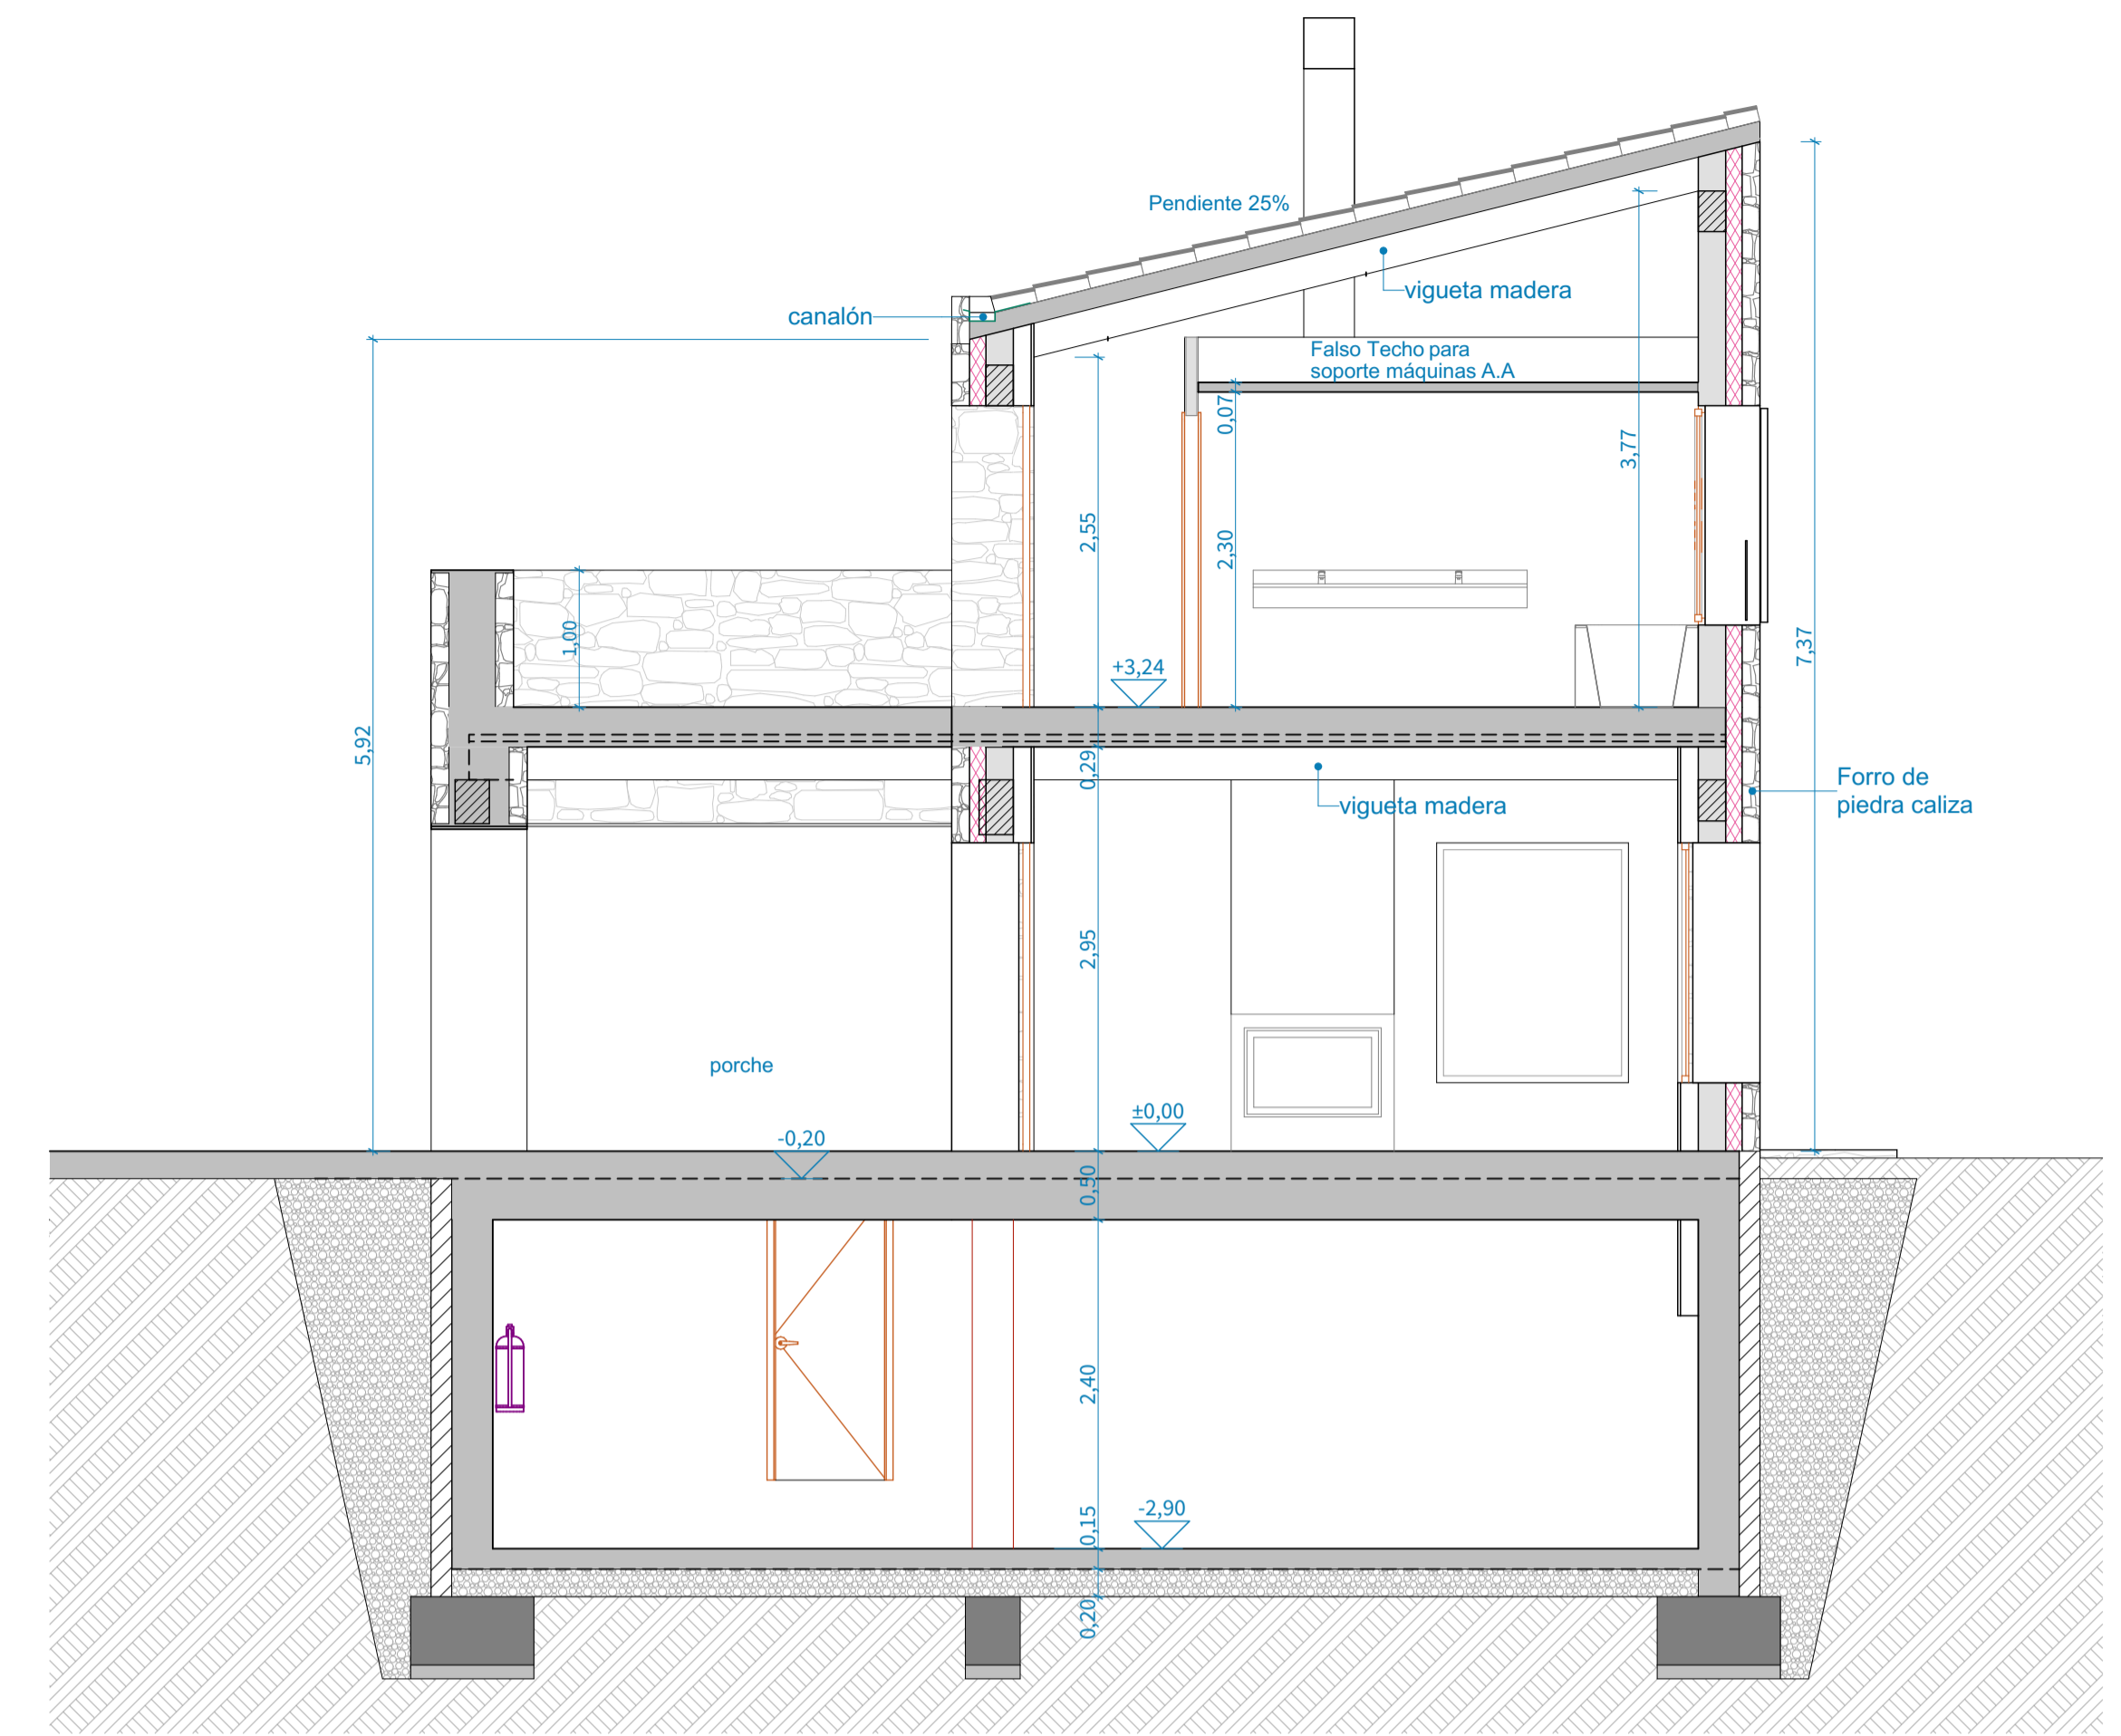 Pendiente 25%
vigueta madera
canalón
Falso Techo para
soporte máquinas A.A
0,07
3,77
2,55
2,30
1,00
7,37
+3,24
5,92
0,29
vigueta madera
Forro de
piedra caliza
2,95
porche
±0,00
-0,20
0,50
2,40
-2,90
0,15
0,20